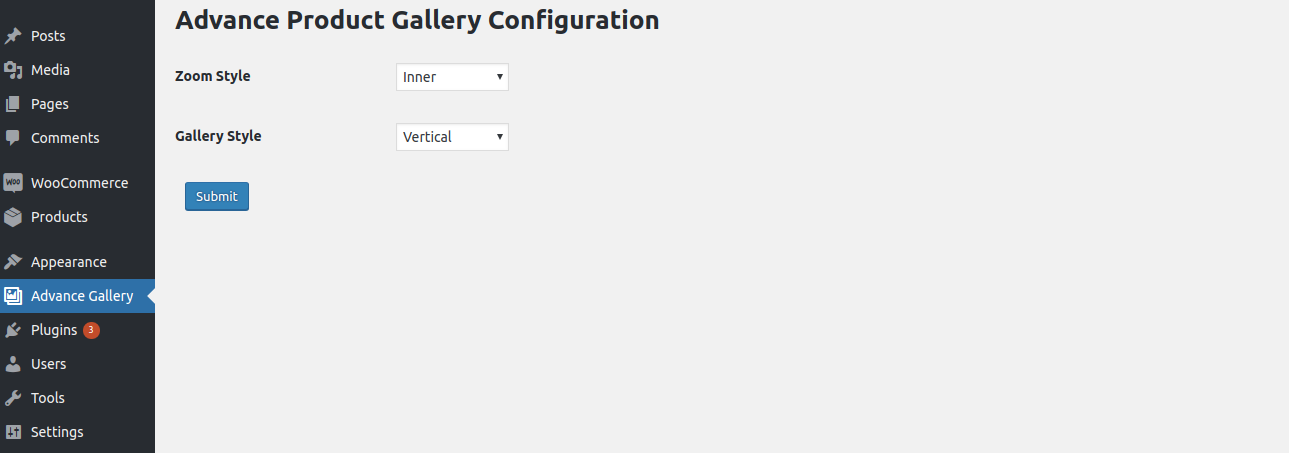 Advance Product Gallery Configuration
Posts
Media
Pages
Comments
WOO WooCommerce
Products
Appearance
Advance Gallery
Plugins 3
Users
Tools
Settings
Zoom Style Inner
Gallery Style Vertical
Submit